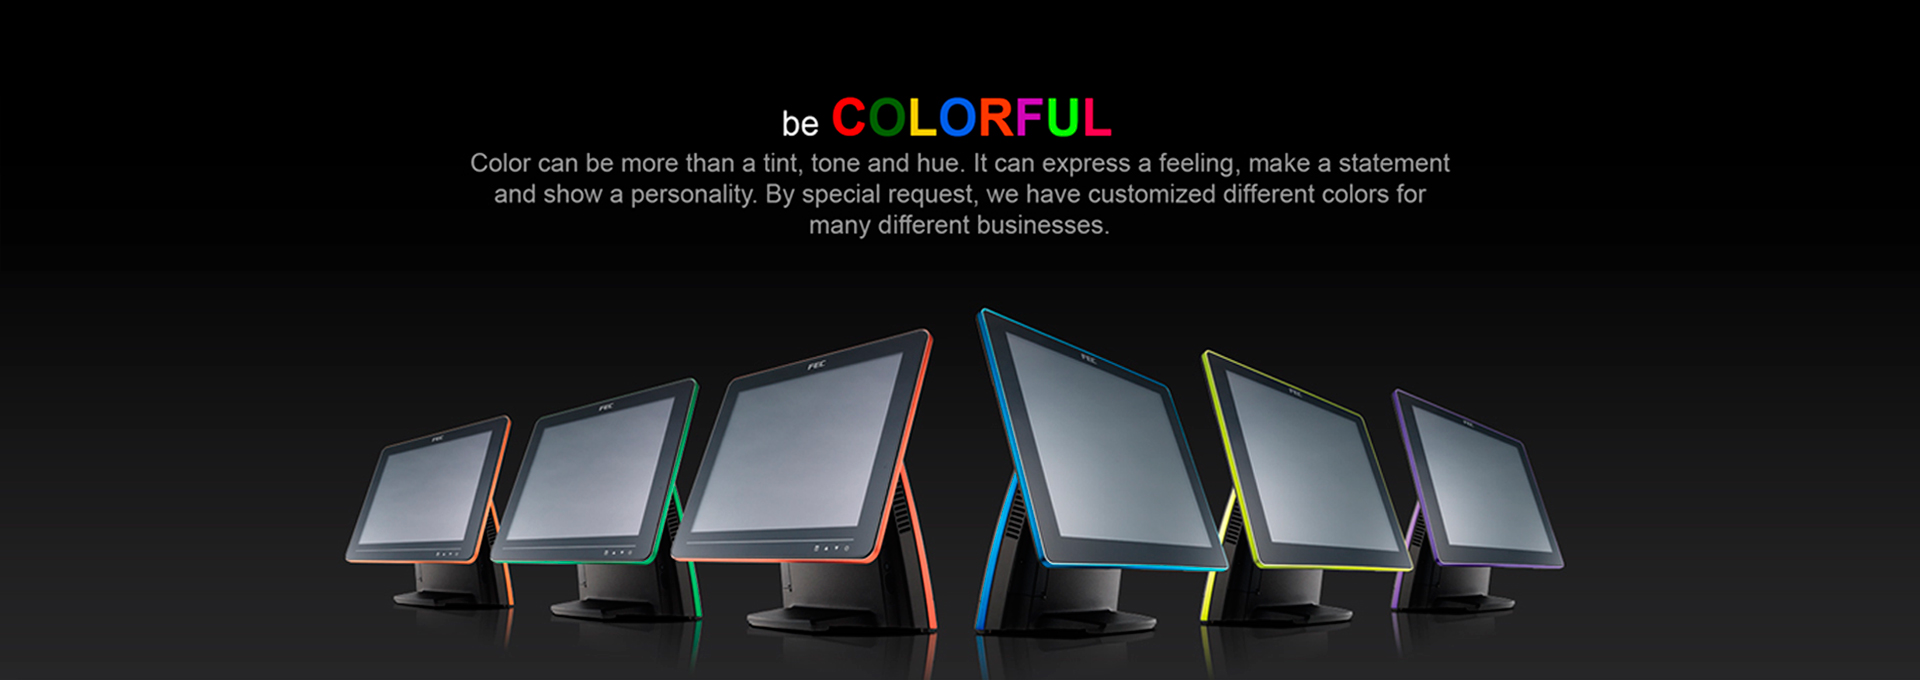 be COLORFUL
Color can be more than a tint, tone and hue. It can express a feeling, make a statement
and show a personality. By special request, we have customized different colors for
many different businesses.
FEC
FEC
FEC
FEC
FEC
FEC